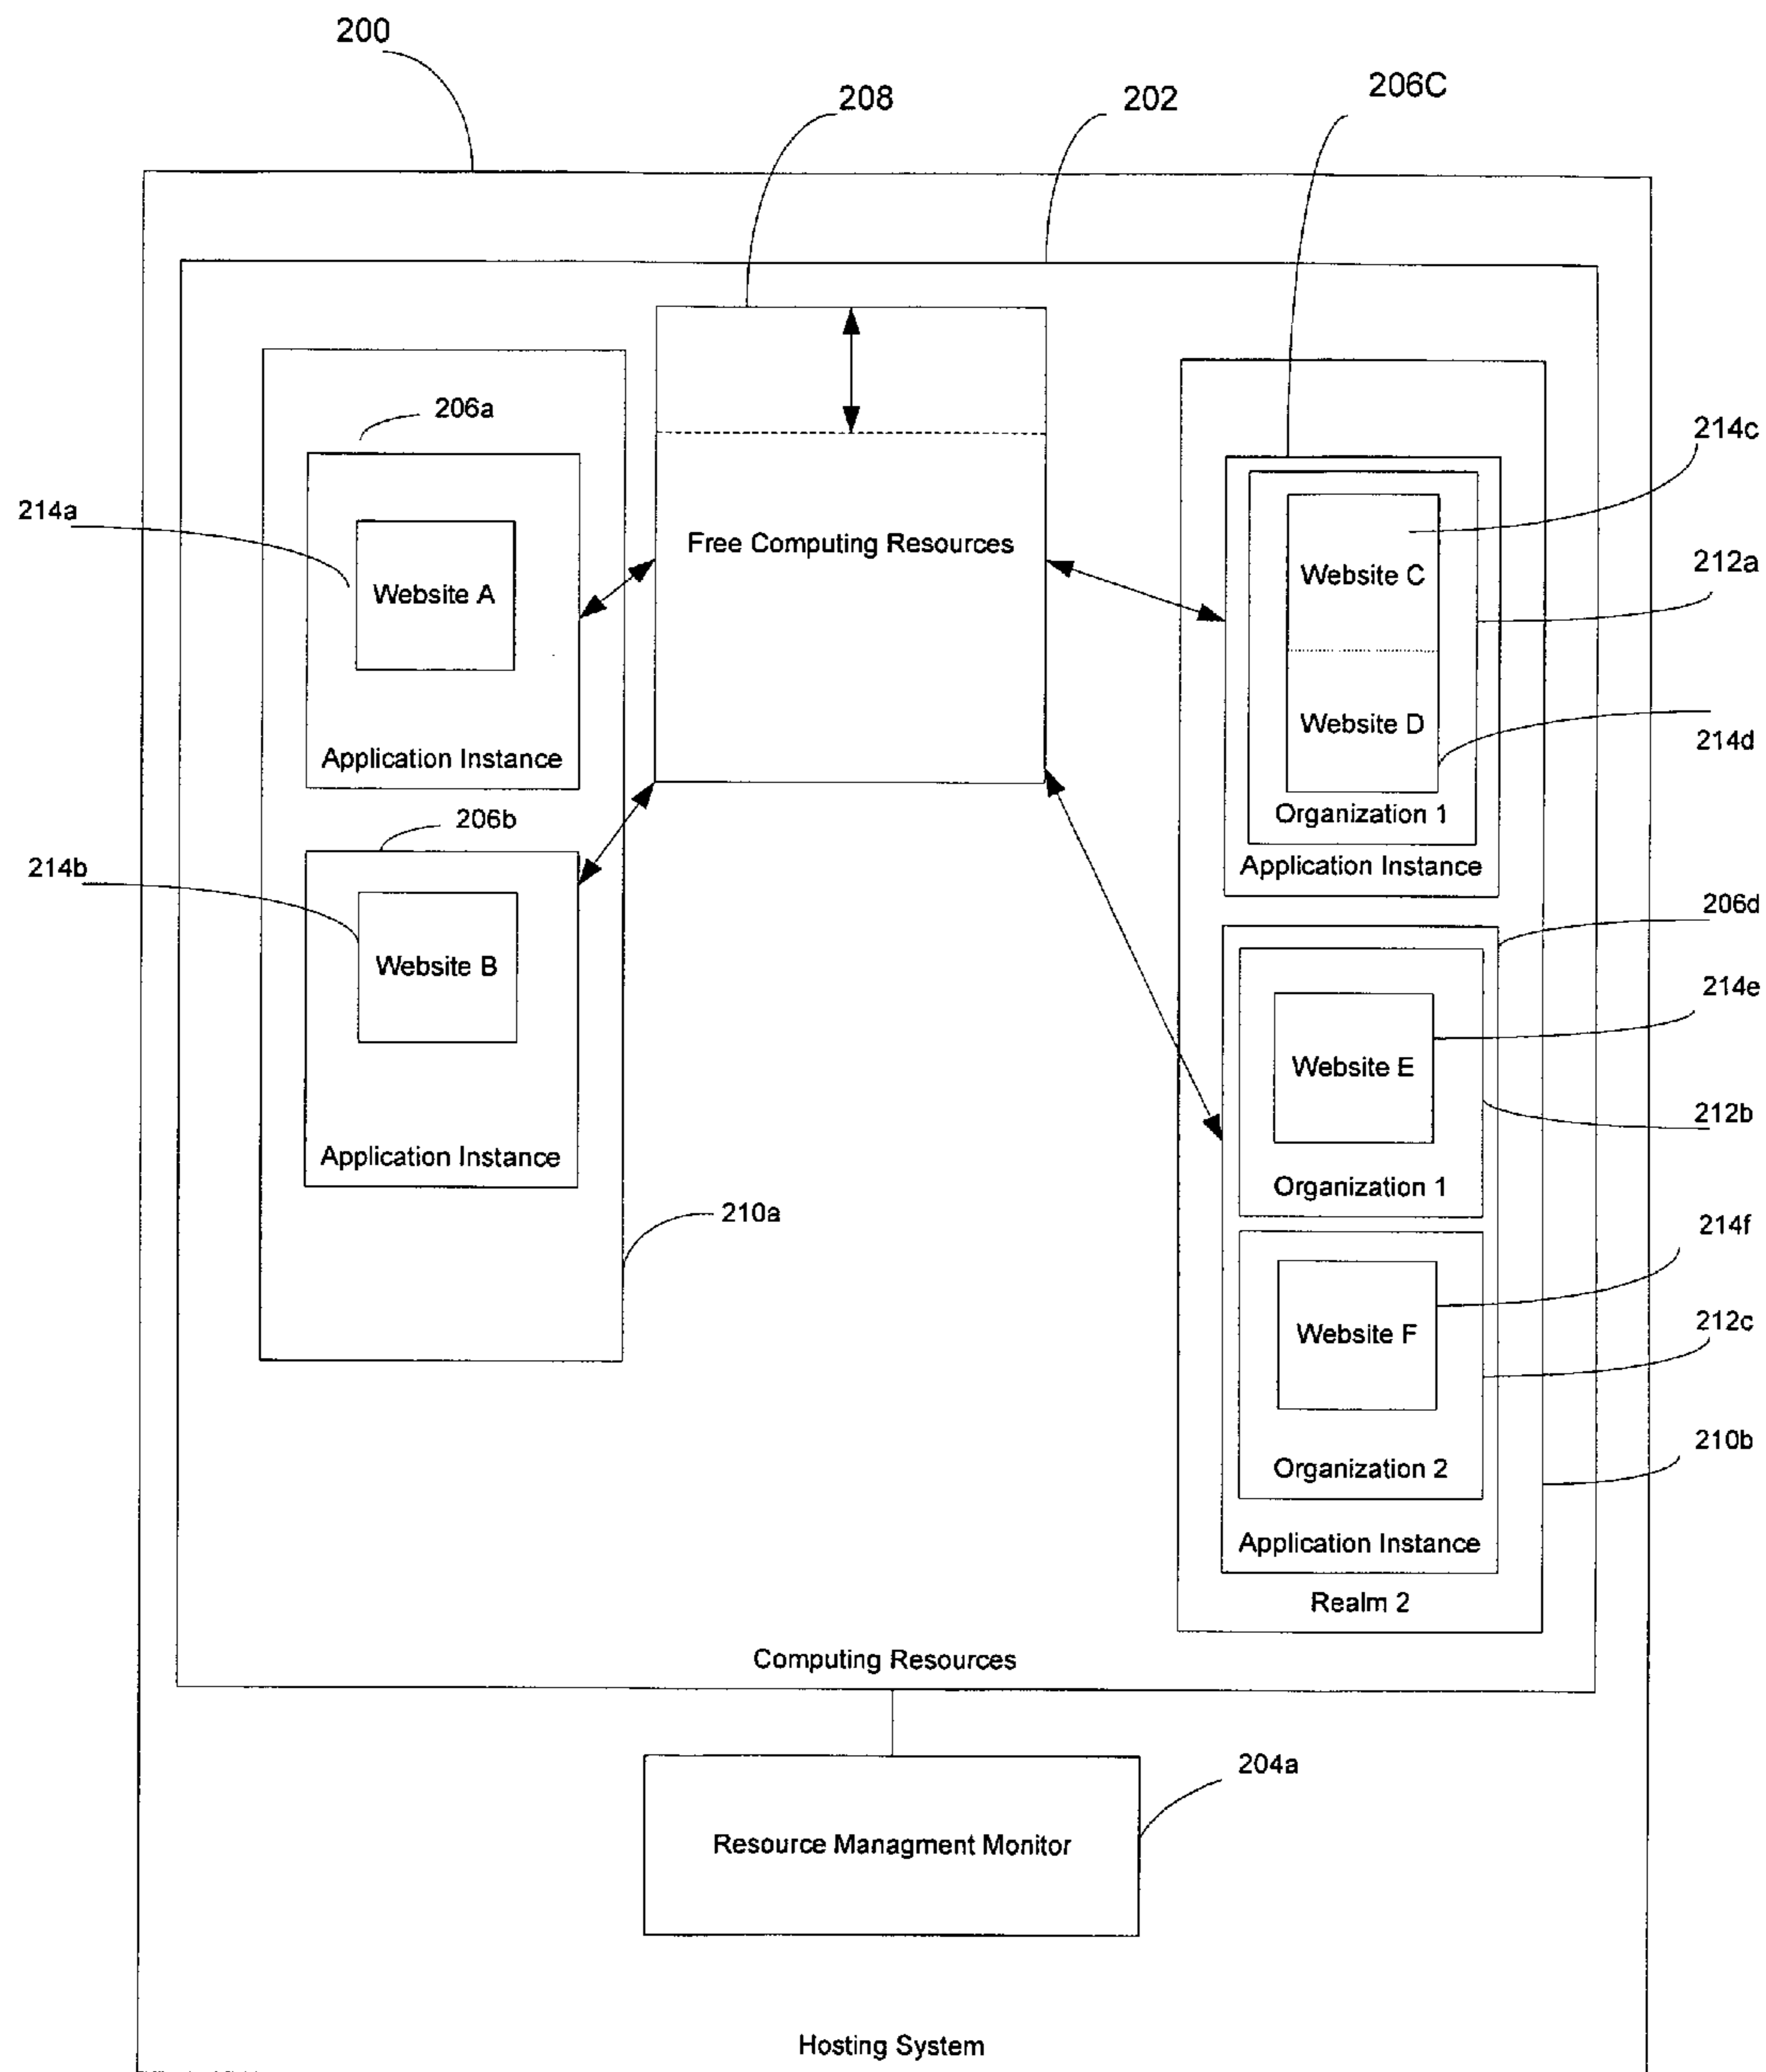 200
208
202
206C
206a
214c
214a
Free Computing Resources
212a
Website C
Website A
Website D
214d
Application Instance
Organization 1
206b
Application Instance
214b
206d
Website B
214e
Website E
212b
Application Instance
Organization 1
210a
214f
212c
Website F
210b
Organization 2
Application Instance
Realm 2
Computing Resources
204a
Resource Managment Monitor
Hosting System